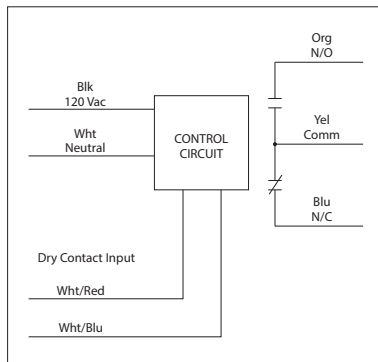 Blk
120 Vac
Wht
Neutral
CONTROL
CIRCUIT
Org
N/O
Yel
Comm
Blu
N/C
Dry Contact Input
Wht/Red
Wht/Blu